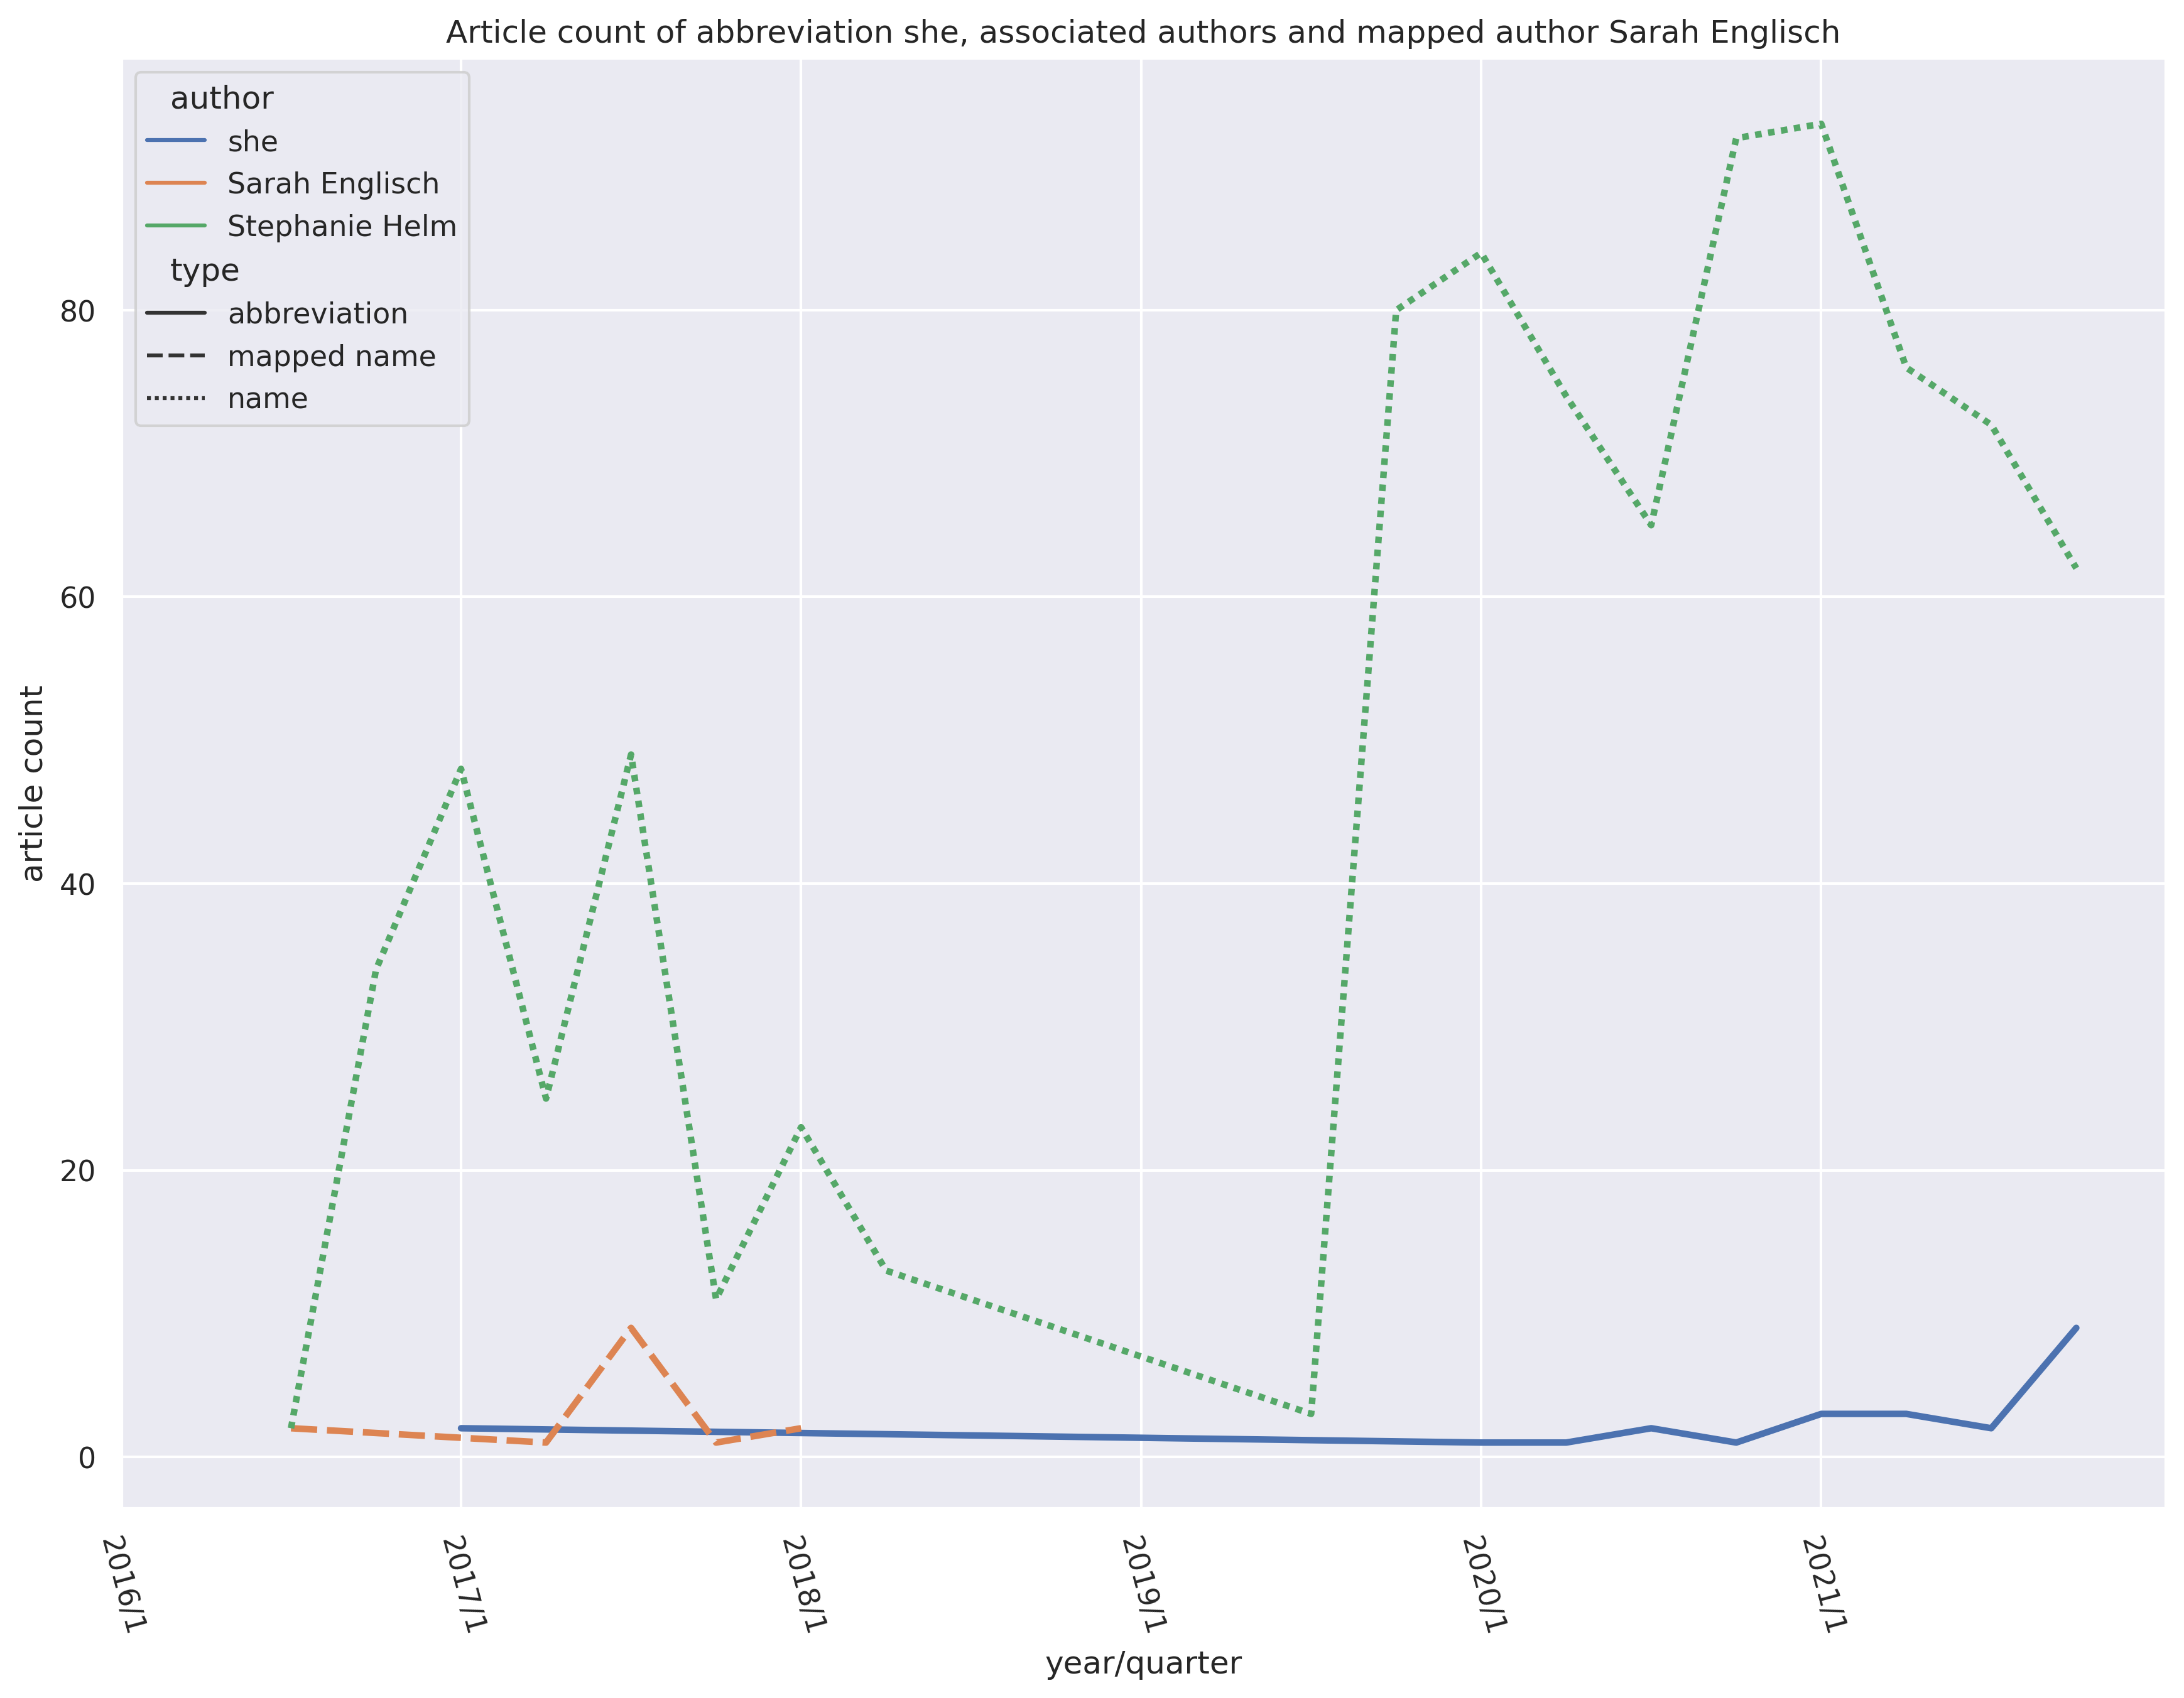 Article count of abbreviation she, associated authors and mapped author Sarah Englisch
author
she
Sarah Englisch
Stephanie Helm
type
abbreviation
mapped name
name
article count
80
60
40
20
0
2016/1
2017/1
2018/1
2019/1
2020/1
2021/1
year/quarter